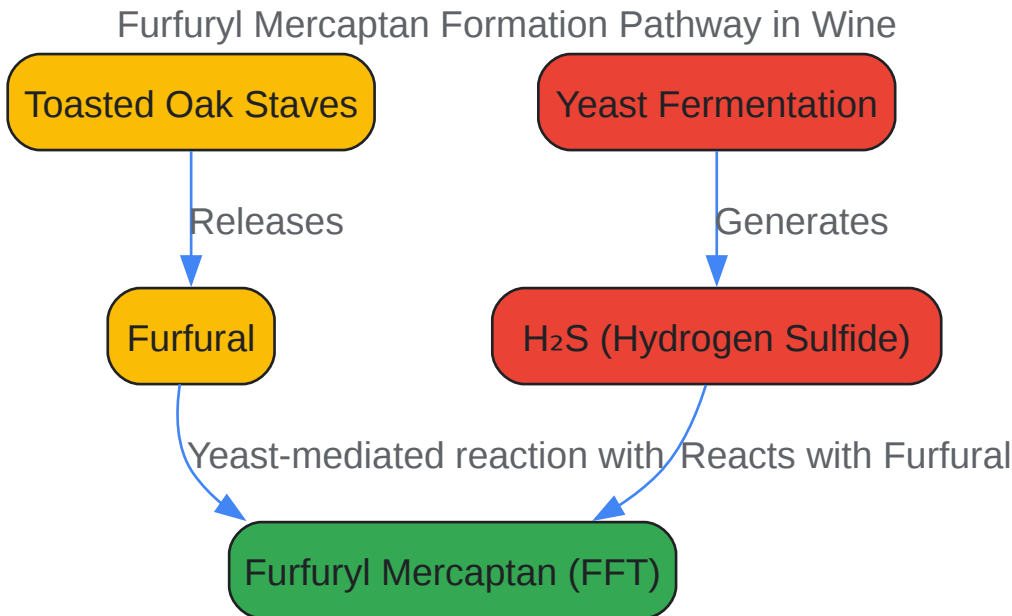 Furfuryl Mercaptan Formation Pathway in Wine
Toasted Oak Staves
Yeast Fermentation
Releases
Generates
Furfural
H₂S (Hydrogen Sulfide)
Yeast-mediated reaction with
Reacts with Furfural
Furfuryl Mercaptan (FFT)